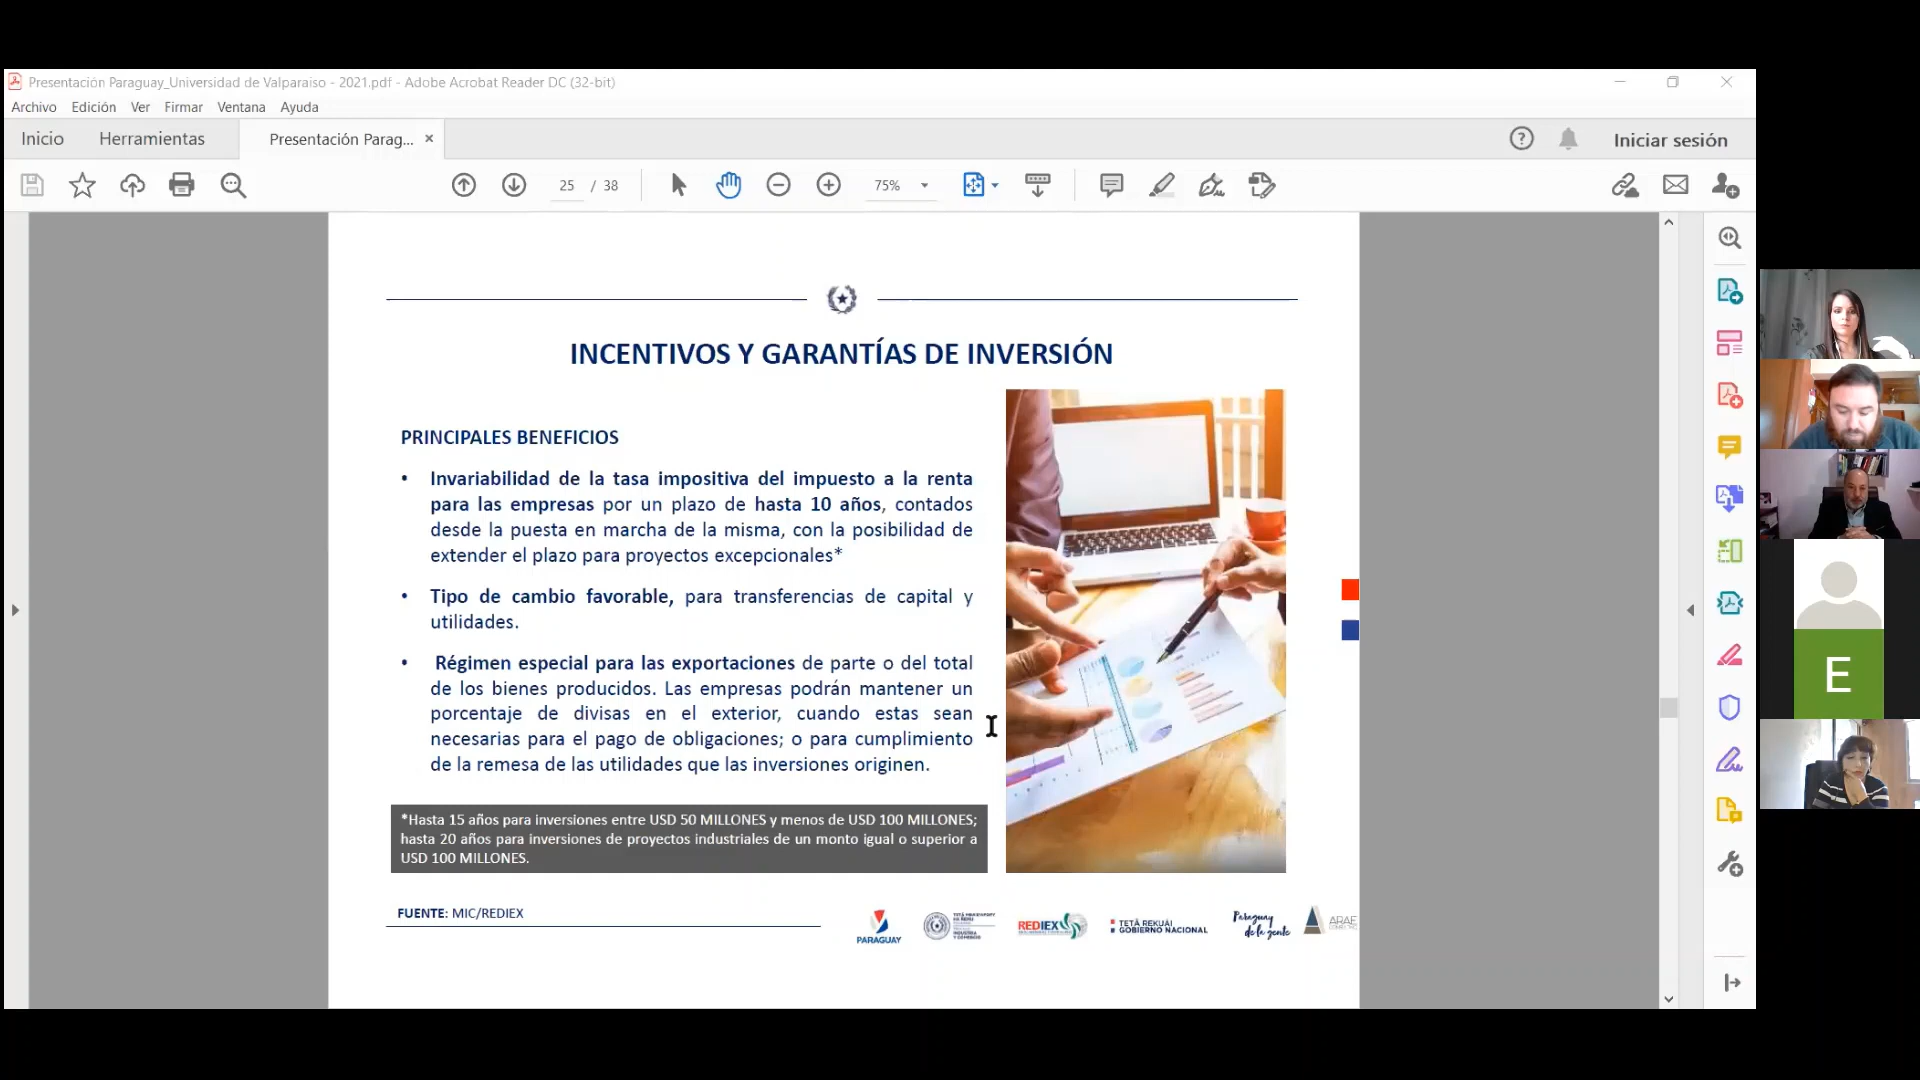 Presentación Paraguay_Universidad de Valparaiso - 2021.pdf - Adobe Acrobat Reader DC (32-bit)
Archivo Edición Ver Firmar Ventana Ayuda
Inicio Herramientas Presentación Parag... × Iniciar sesión
25 / 38 75%
INCENTIVOS Y GARANTÍAS DE INVERSIÓN
PRINCIPALES BENEFICIOS
• Invariabilidad de la tasa impositiva del impuesto a la renta
para las empresas por un plazo de hasta 10 años, contados
desde la puesta en marcha de la misma, con la posibilidad de
extender el plazo para proyectos excepcionales*
• Tipo de cambio favorable, para transferencias de capital y
utilidades.
• Régimen especial para las exportaciones de parte o del total
de los bienes producidos. Las empresas podrán mantener un
porcentaje de divisas en el exterior, cuando estas sean
necesarias para el pago de obligaciones; o para cumplimiento
de la remesa de las utilidades que las inversiones originen.
*Hasta 15 años para inversiones entre USD 50 MILLONES y menos de USD 100 MILLONES;
hasta 20 años para inversiones de proyectos industriales de un monto igual o superior a
USD 100 MILLONES.
FUENTE: MIC/REDIEX
PARAGUAY
REDIEX
TETÃ REKUÁI
GOBIERNO NACIONAL
Paraguay
de la gente
ARAE
E